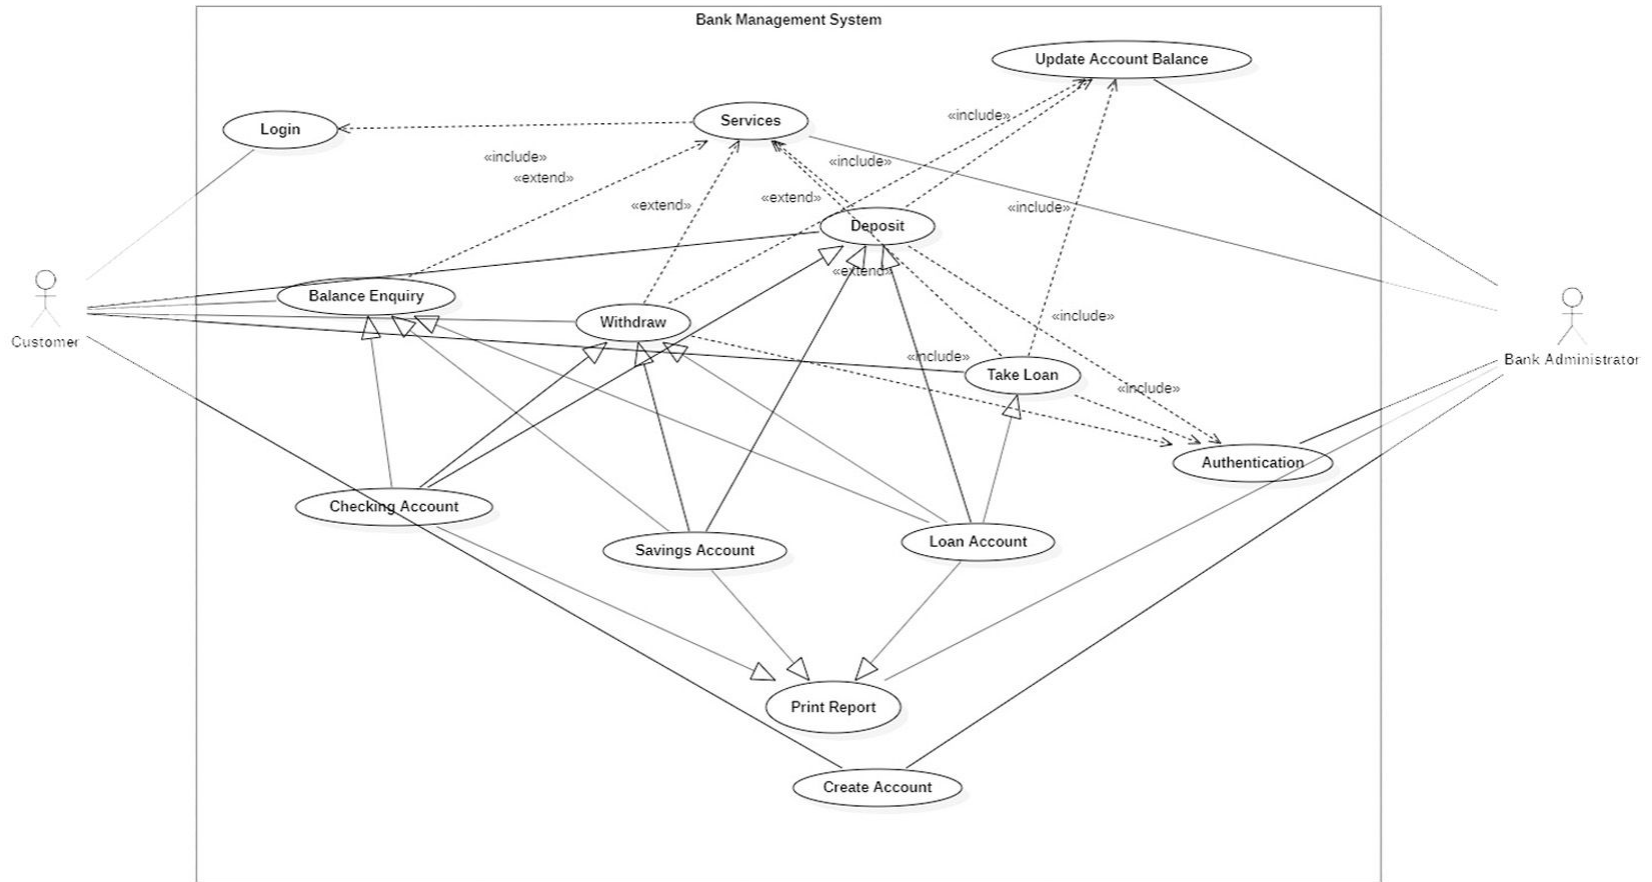 Bank Management System
Update Account Balance
«include»
Login
Services
«include»
«extend»
«include»
«extend»
«extend»
«include»
Deposit
«extend»
Balance Enquiry
Withdraw
«include»
Customer
«include»
Bank Administrator
Take Loan
«include»
Authentication
Checking Account
Savings Account
Loan Account
Print Report
Create Account